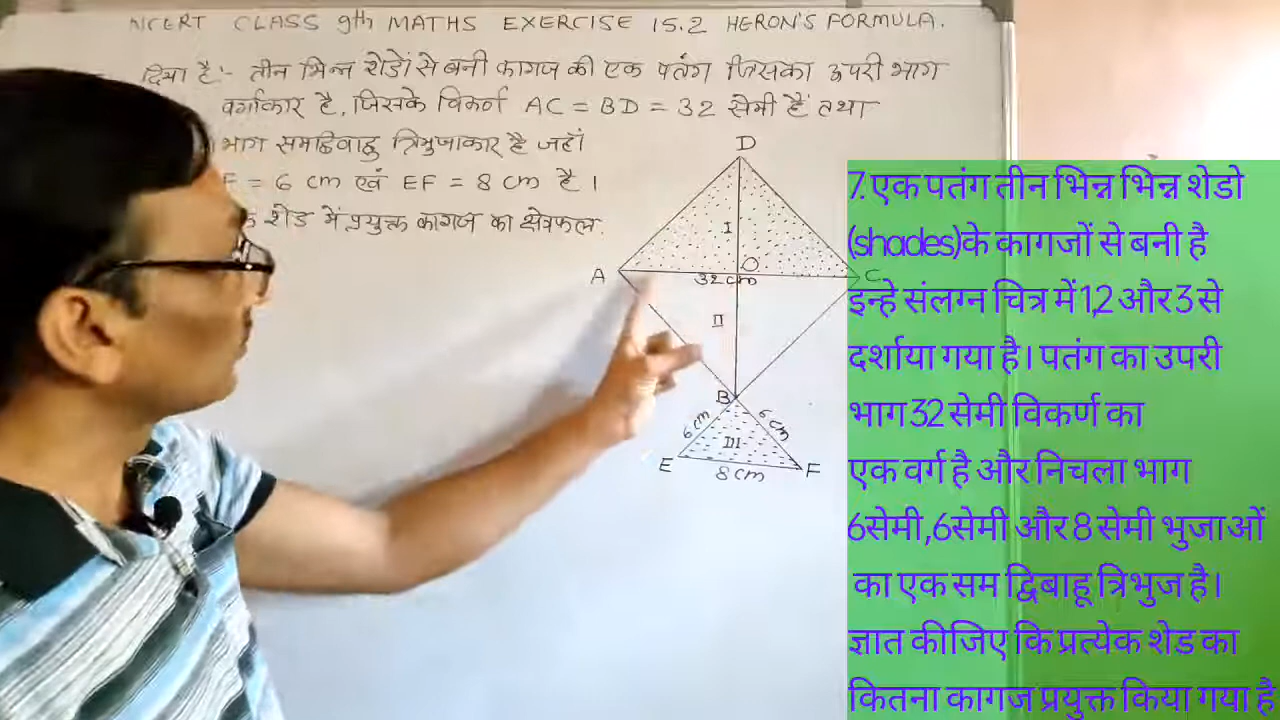 NCERT CLASS 9th MATHS EXERCISE 15.2 HERON'S FORMULA.
दिया है:- तीन भिन्न शेडों से बनी कागज की एक पतंग जिसका ऊपरी भाग
वर्गाकार है, जिसके विकर्ण AC = BD = 32 सेमी हैं तथा
भाग समद्विबाहु त्रिभुजाकार है जहाँ
F = 6 cm एवं EF = 8 cm है ।
शेड में प्रयुक्त कागज का क्षेत्रफल.
D
I
A
O
C
32cm
II
B
6 cm
6 cm
III
E
F
8 cm
7. एक पतंग तीन भिन्न भिन्न शेडो
(shades)के कागजों से बनी है
इन्हे संलग्न चित्र में 1,2 और 3 से
दर्शाया गया है। पतंग का उपरी
भाग 32 सेमी विकर्ण का
एक वर्ग है और निचला भाग
6सेमी,6सेमी और 8 सेमी भुजाओं
का एक सम द्विबाहू त्रिभुज है।
ज्ञात कीजिए कि प्रत्येक शेड का
कितना कागज प्रयुक्त किया गया है